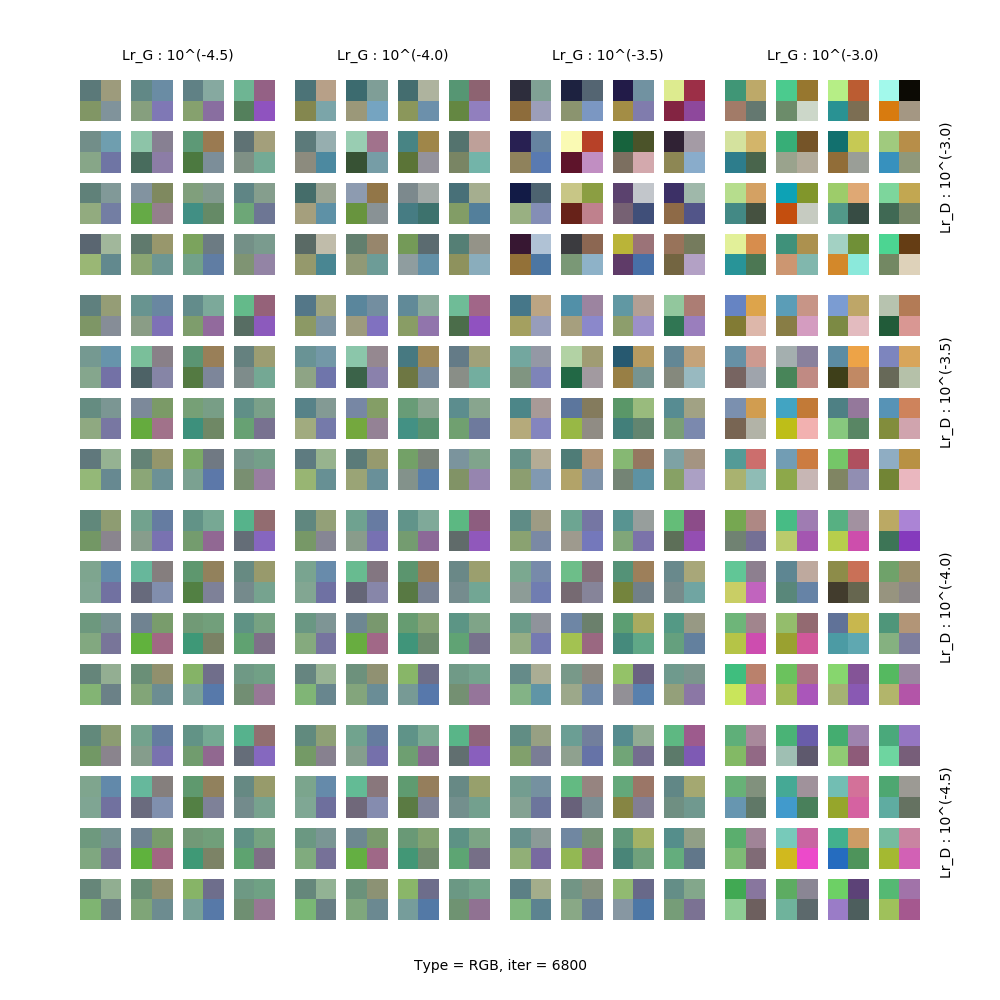 Lr_G : 10^(-4.5)
Lr_G : 10^(-4.0)
Lr_G : 10^(-3.5)
Lr_G : 10^(-3.0)
Lr_D : 10^(-3.0)
Lr_D : 10^(-3.5)
Lr_D : 10^(-4.0)
Lr_D : 10^(-4.5)
Type = RGB, iter = 6800